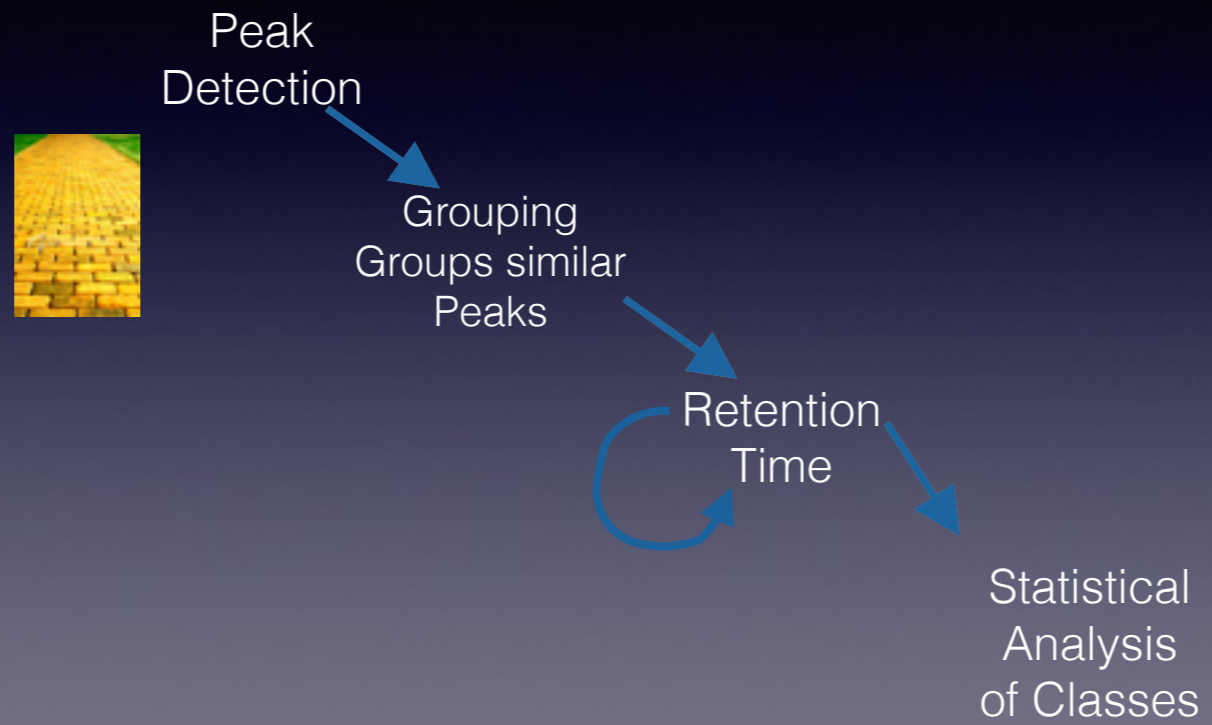 Peak
Detection
Grouping
Groups similar
Peaks
Retention
Time
Statistical
Analysis
of Classes